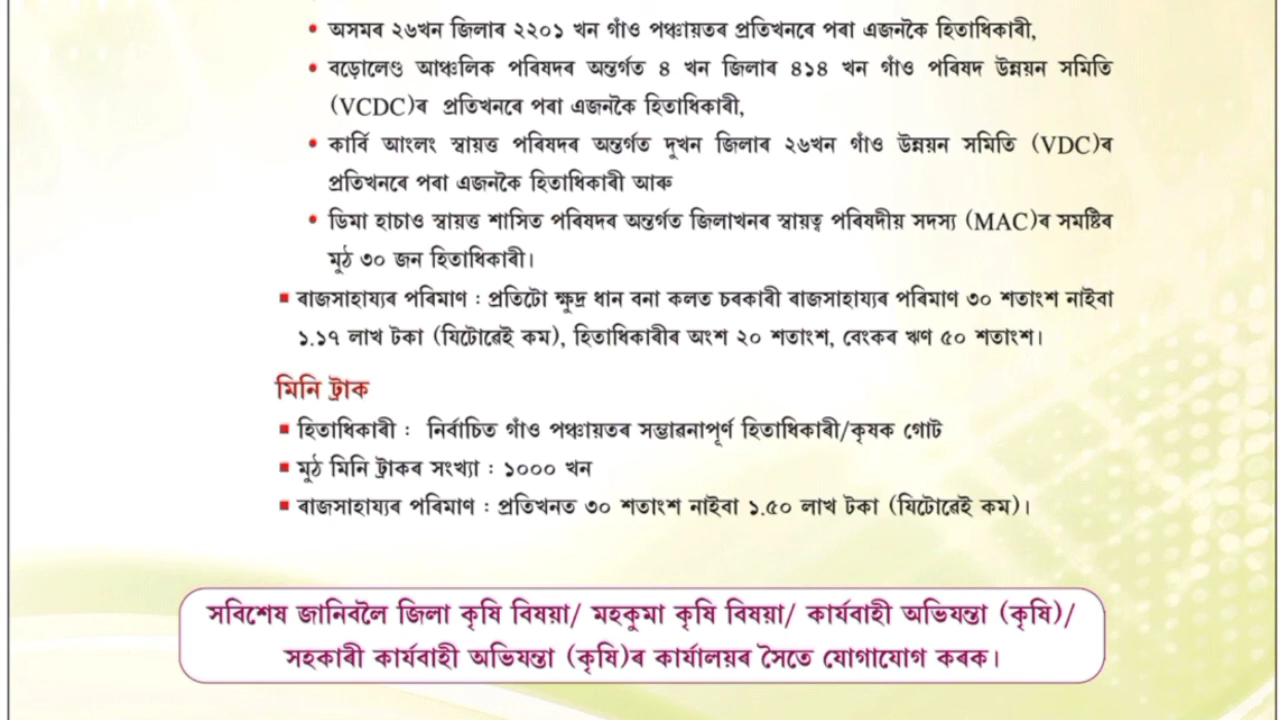 • অসমৰ ২৬খন জিলাৰ ২২০১ খন গাঁও পঞ্চায়তৰ প্ৰতিখনৰে পৰা এজনকৈ হিতাধিকাৰী,
• বড়োলেণ্ড আঞ্চলিক পৰিষদৰ অন্তৰ্গত ৪ খন জিলাৰ ৪১৪ খন গাঁও পৰিষদ উন্নয়ন সমিতি
(VCDC)ৰ প্ৰতিখনৰে পৰা এজনকৈ হিতাধিকাৰী,
• কাৰ্বি আংলং স্বায়ত্ত পৰিষদৰ অন্তৰ্গত দুখন জিলাৰ ২৬খন গাঁও উন্নয়ন সমিতি (VDC)ৰ
প্ৰতিখনৰে পৰা এজনকৈ হিতাধিকাৰী আৰু
• ডিমা হাচাও স্বায়ত্ত শাসিত পৰিষদৰ অন্তৰ্গত জিলাখনৰ স্বায়ত্ব পৰিষদীয় সদস্য (MAC)ৰ সমষ্টিৰ
মুঠ ৩০ জন হিতাধিকাৰী।
▪ ৰাজসাহায্যৰ পৰিমাণ : প্ৰতিটো ক্ষুদ্ৰ ধান বনা কলত চৰকাৰী ৰাজসাহায্যৰ পৰিমাণ ৩০ শতাংশ নাইবা
১.১৭ লাখ টকা (যিটোৱেই কম), হিতাধিকাৰীৰ অংশ ২০ শতাংশ, বেংকৰ ঋণ ৫০ শতাংশ।
মিনি ট্ৰাক
▪ হিতাধিকাৰী : নিৰ্বাচিত গাঁও পঞ্চায়তৰ সম্ভাৱনাপূৰ্ণ হিতাধিকাৰী/কৃষক গোট
▪ মুঠ মিনি ট্ৰাকৰ সংখ্যা : ১০০০ খন
▪ ৰাজসাহায্যৰ পৰিমাণ : প্ৰতিখনত ৩০ শতাংশ নাইবা ১.৫০ লাখ টকা (যিটোৱেই কম)।
সবিশেষ জানিবলৈ জিলা কৃষি বিষয়া/ মহকুমা কৃষি বিষয়া/ কাৰ্যবাহী অভিযন্তা (কৃষি)/
সহকাৰী কাৰ্যবাহী অভিযন্তা (কৃষি)ৰ কাৰ্যালয়ৰ সৈতে যোগাযোগ কৰক।